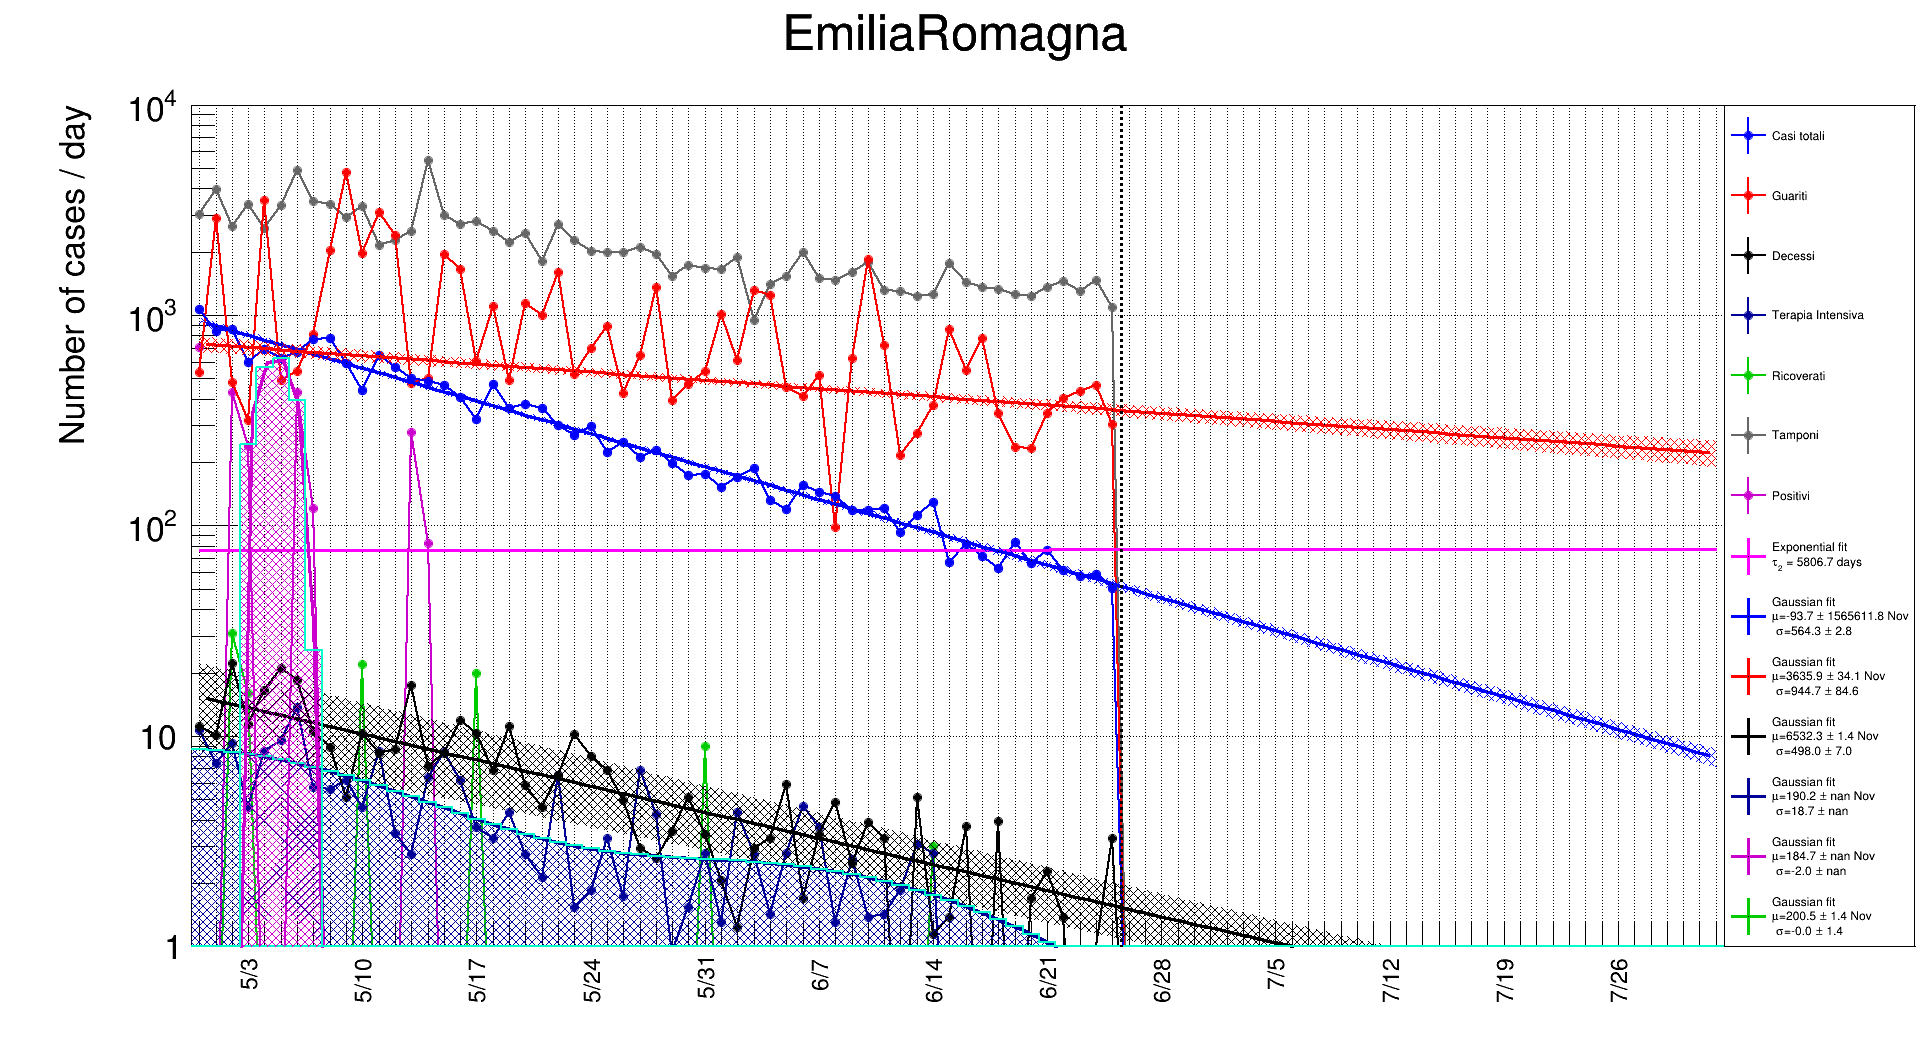 EmiliaRomagna
Number of cases / day
10^4
10^3
10^2
10
1
5/3
5/10
5/17
5/24
5/31
6/7
6/14
6/21
6/28
7/5
7/12
7/19
7/26
Casi totali
Guariti
Decessi
Terapia Intensiva
Ricoverati
Tamponi
Positivi
Exponential fit
τ₂ = 5806.7 days
Gaussian fit
μ=-93.7 ± 1565611.8 Nov
σ=564.3 ± 2.8
Gaussian fit
μ=3635.9 ± 34.1 Nov
σ=944.7 ± 84.6
Gaussian fit
μ=6532.3 ± 1.4 Nov
σ=498.0 ± 7.0
Gaussian fit
μ=190.2 ± nan Nov
σ=18.7 ± nan
Gaussian fit
μ=184.7 ± nan Nov
σ=-2.0 ± nan
Gaussian fit
μ=200.5 ± 1.4 Nov
σ=-0.0 ± 1.4